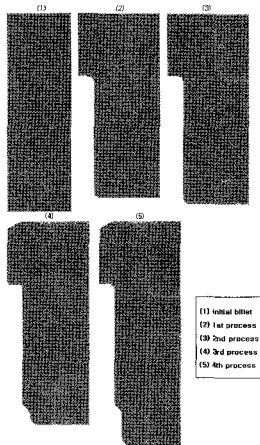 (1)
(2)
(3)
(4)
(5)
(1) initial billet
(2) 1st process
(3) 2nd process
(4) 3rd process
(5) 4th process